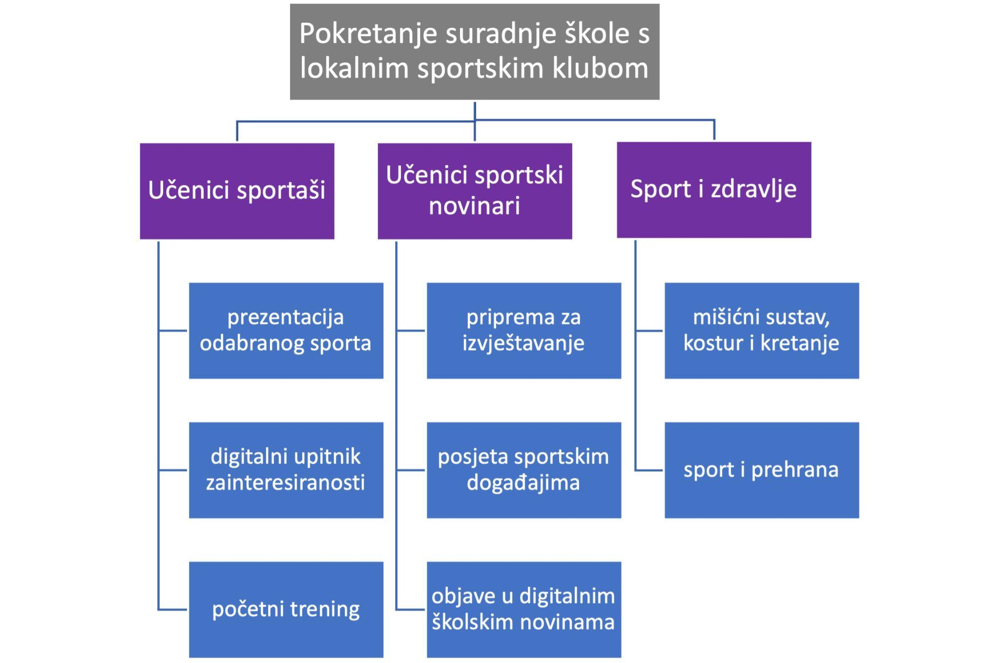 Pokretanje suradnje škole s
lokalnim sportskim klubom
Učenici sportaši
Učenici sportski
novinari
Sport i zdravlje
prezentacija
odabranog sporta
digitalni upitnik
zainteresiranosti
početni trening
priprema za
izvještavanje
posjeta sportskim
događajima
objave u digitalnim
školskim novinama
mišićni sustav,
kostur i kretanje
sport i prehrana